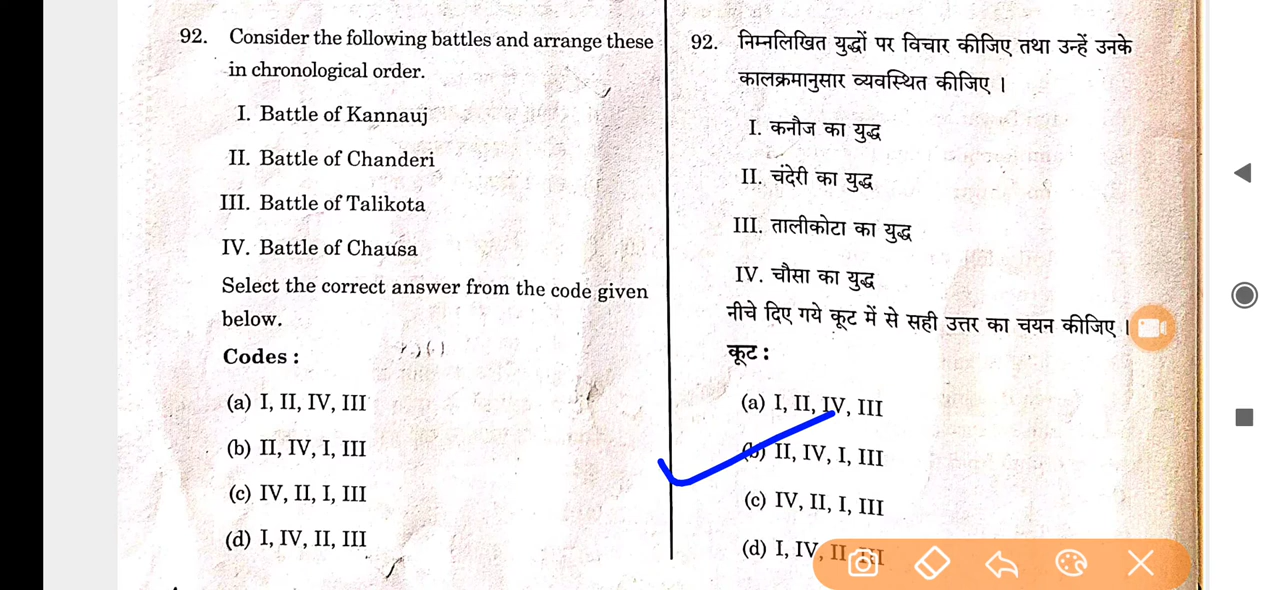 92. Consider the following battles and arrange these
in chronological order.
I. Battle of Kannauj
II. Battle of Chanderi
III. Battle of Talikota
IV. Battle of Chausa
Select the correct answer from the code given
below.
Codes :
(a) I, II, IV, III
(b) II, IV, I, III
(c) IV, II, I, III
(d) I, IV, II, III
92. निम्नलिखित युद्धों पर विचार कीजिए तथा उन्हें उनके
कालक्रमानुसार व्यवस्थित कीजिए ।
I. कनौज का युद्ध
II. चंदेरी का युद्ध
III. तालीकोटा का युद्ध
IV. चौसा का युद्ध
नीचे दिए गये कूट में से सही उत्तर का चयन कीजिए ।
कूट :
(a) I, II, IV, III
(b) II, IV, I, III
(c) IV, II, I, III
(d) I, IV, II, III